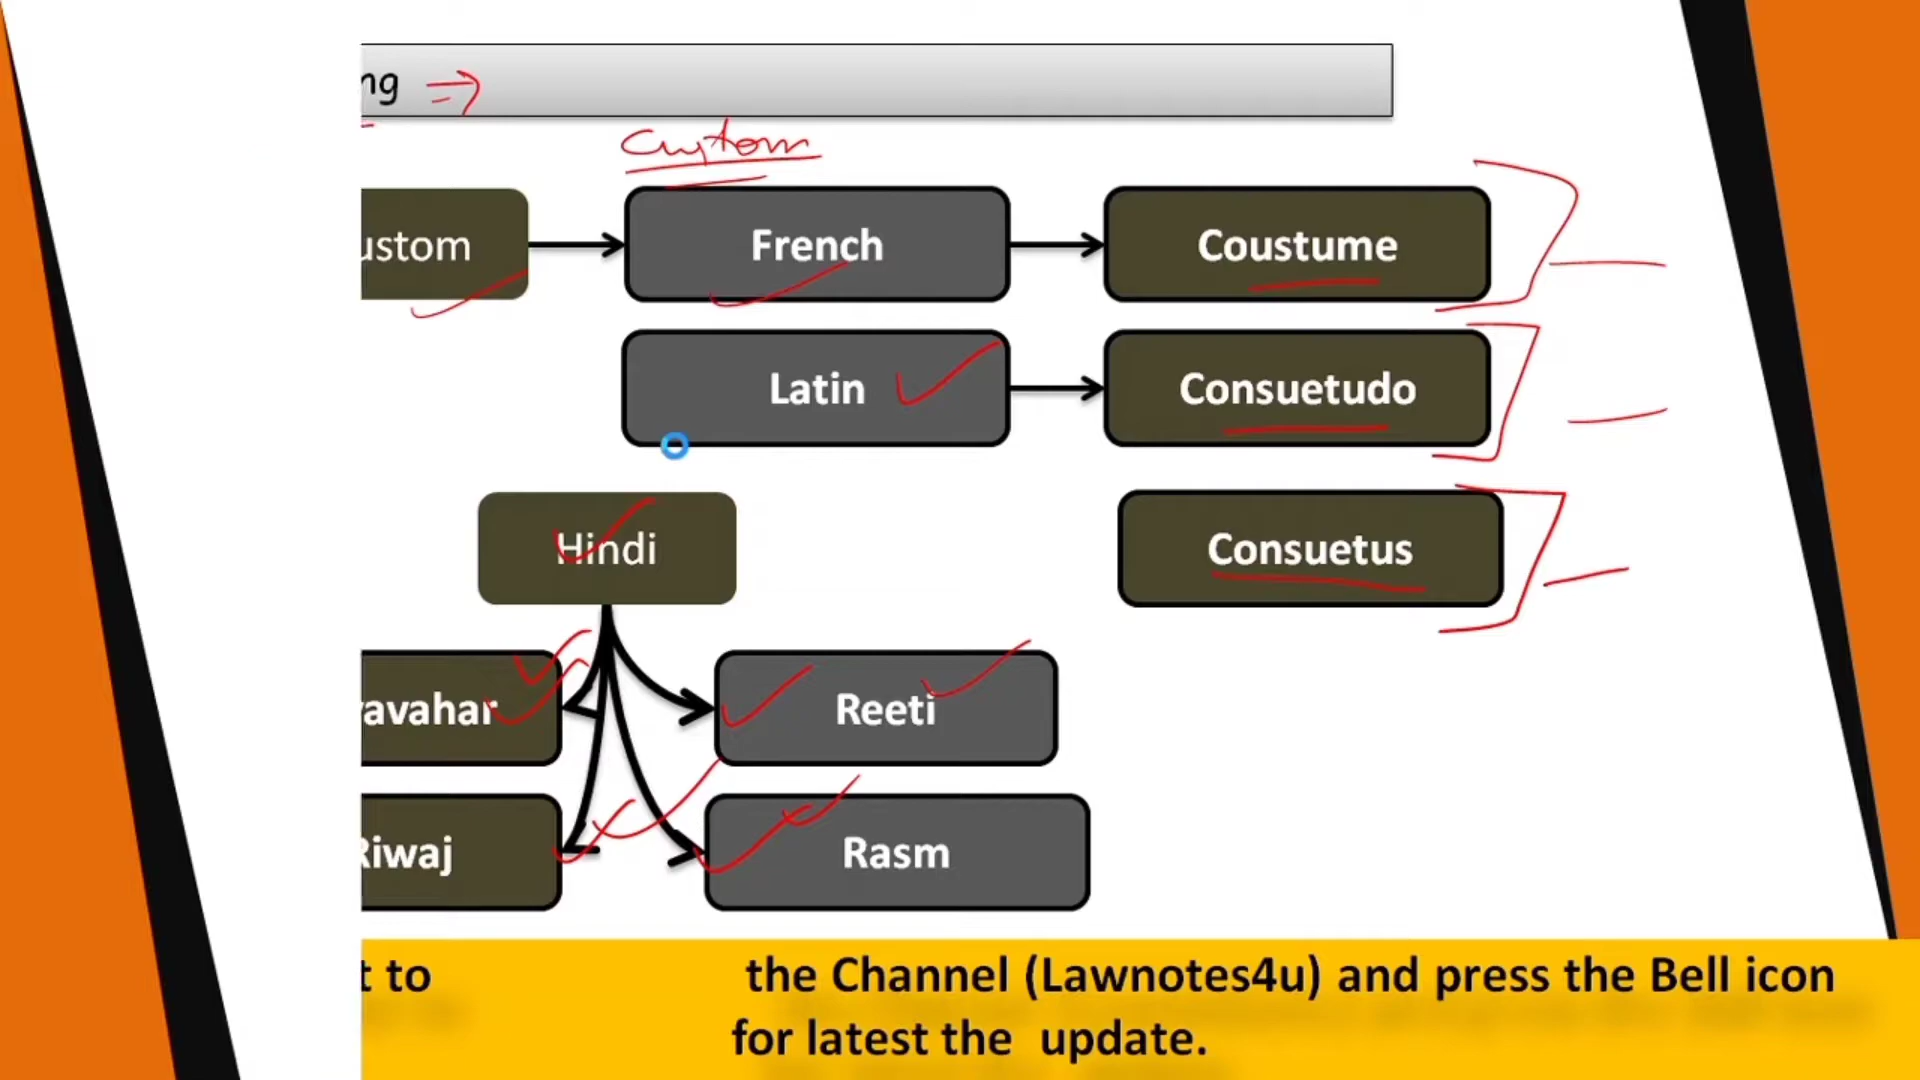 ng
Custom
ustom French Coustume
Latin Consuetudo
Hindi Consuetus
avahar Reeti
Riwaj Rasm
t to the Channel (Lawnotes4u) and press the Bell icon
for latest the update.